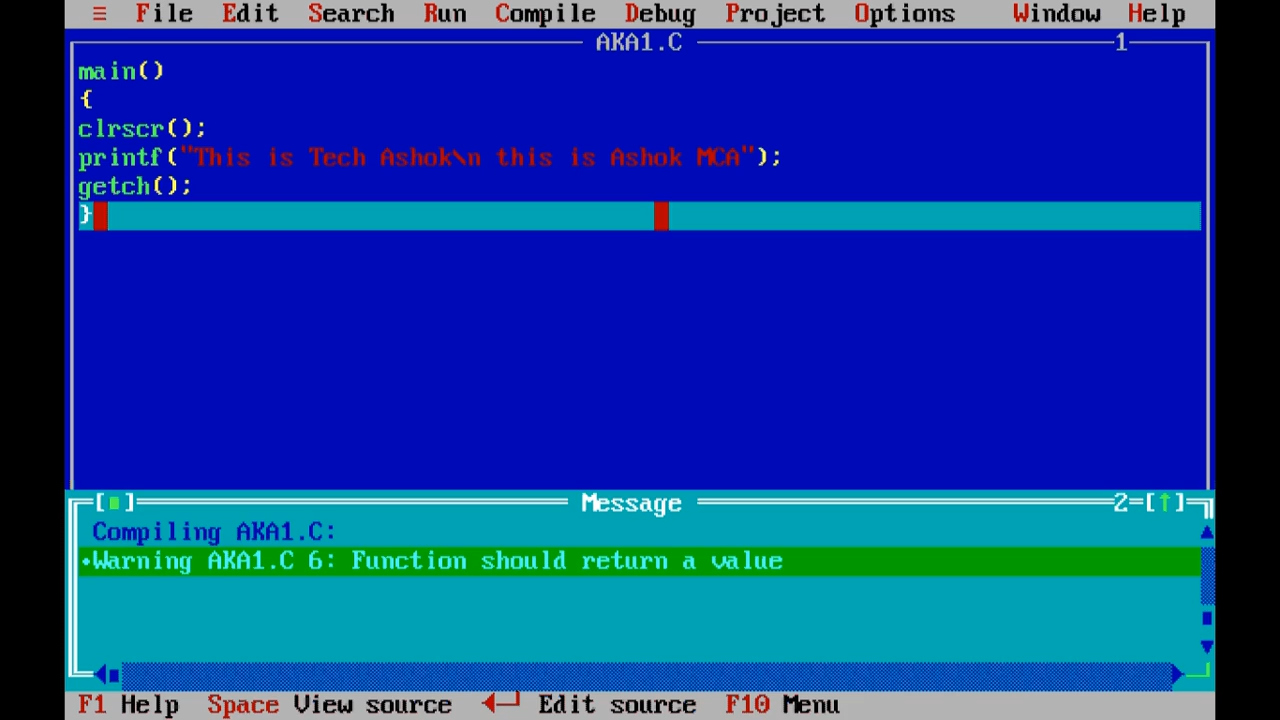 ≡ File Edit Search Run Compile Debug Project Options Window Help
AKA1.C 1
main()
{
clrscr();
printf("This is Tech Ashok\n this is Ashok MCA");
getch();
}
[■] Message 2=[↑]
Compiling AKA1.C:
•Warning AKA1.C 6: Function should return a value
F1 Help Space View source ◄┘ Edit source F10 Menu